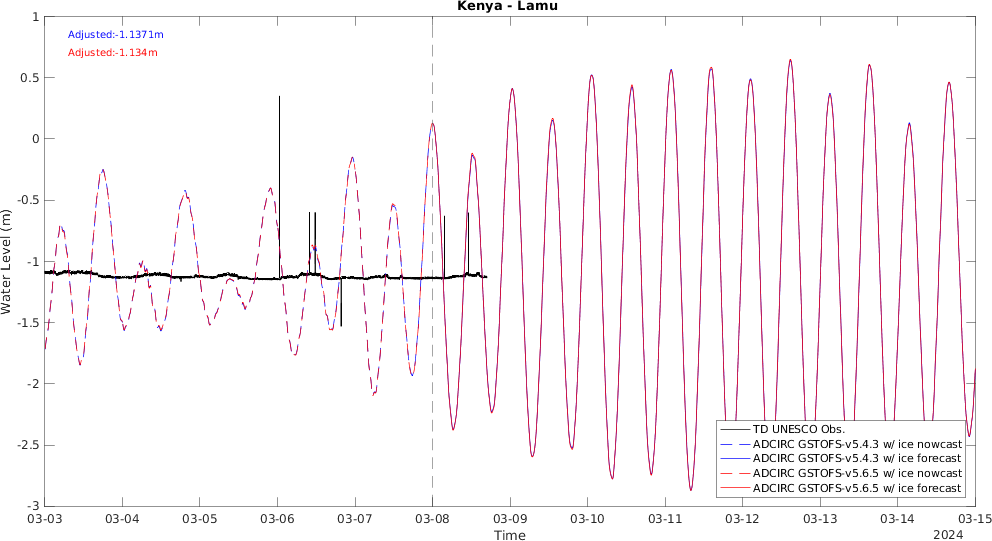 Kenya - Lamu
Adjusted:-1.1371m
Adjusted:-1.134m
1
0.5
0
-0.5
-1
-1.5
-2
-2.5
-3
Water Level (m)
TD UNESCO Obs.
ADCIRC GSTOFS-v5.4.3 w/ ice nowcast
ADCIRC GSTOFS-v5.4.3 w/ ice forecast
ADCIRC GSTOFS-v5.6.5 w/ ice nowcast
ADCIRC GSTOFS-v5.6.5 w/ ice forecast
03-03 03-04 03-05 03-06 03-07 03-08 03-09 03-10 03-11 03-12 03-13 03-14 03-15
Time
2024